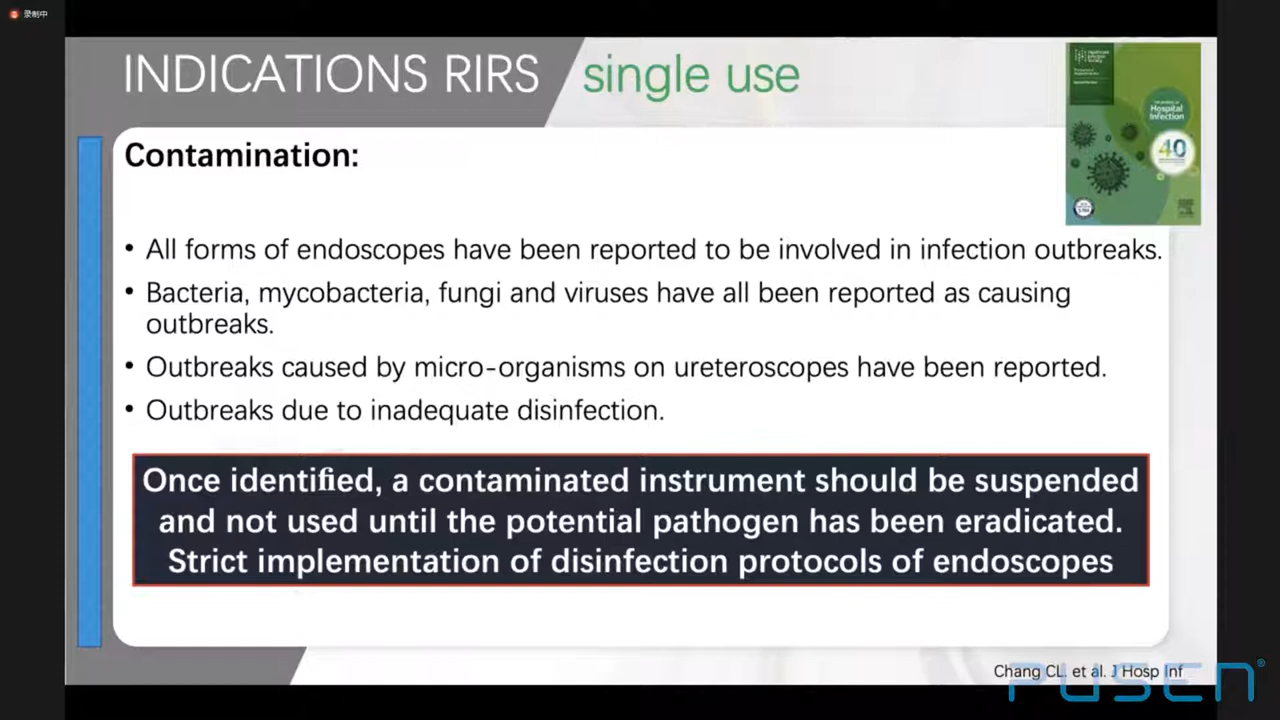 录制中
INDICATIONS RIRS single use
Hospital
Infection
40
Contamination:
• All forms of endoscopes have been reported to be involved in infection outbreaks.
• Bacteria, mycobacteria, fungi and viruses have all been reported as causing
outbreaks.
• Outbreaks caused by micro-organisms on ureteroscopes have been reported.
• Outbreaks due to inadequate disinfection.
Once identified, a contaminated instrument should be suspended
and not used until the potential pathogen has been eradicated.
Strict implementation of disinfection protocols of endoscopes
Chang CL. et al. J Hosp Inf
PUSEN®